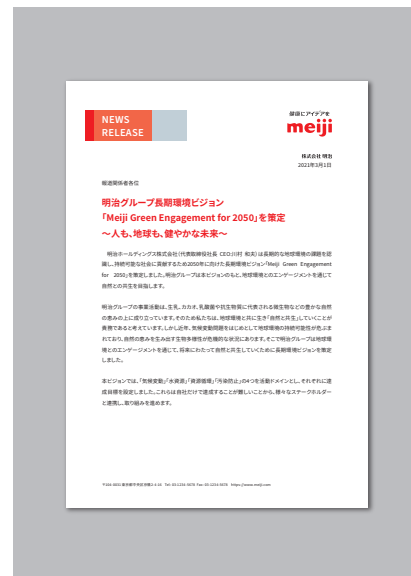 NEWS
RELEASE
健康にアイデアを
meiji
株式会社 明治
2021年3月1日
報道関係者各位
明治グループ長期環境ビジョン
「Meiji Green Engagement for 2050」を策定
～人も、地球も、健やかな未来～
明治ホールディングス株式会社（代表取締役社長 CEO:川村 和夫）は長期的な地球環境の課題を認
識し、持続可能な社会に貢献するため2050年に向けた長期環境ビジョン「Meiji Green Engagement
for 2050」を策定しました。明治グループは本ビジョンのもと、地球環境とのエンゲージメントを通じて
自然との共生を目指します。
明治グループの事業活動は、生乳、カカオ、乳酸菌や抗生物質に代表される微生物などの豊かな自然
の恵みの上に成り立っています。そのため私たちは、地球環境と共に生き「自然と共生」していくことが
責務であると考えています。しかし近年、気候変動問題をはじめとして地球環境の持続可能性が危ぶま
れており、自然の恵みを生み出す生物多様性が危機的な状況にあります。そこで明治グループは地球環
境とのエンゲージメントを通じて、将来にわたって自然と共生していくために長期環境ビジョンを策定
しました。
本ビジョンでは、「気候変動」「水資源」「資源循環」「汚染防止」の4つを活動ドメインとし、それぞれに達
成目標を設定しました。これらは自社だけで達成することが難しいことから、様々なステークホルダー
と連携し、取り組みを進めます。
〒104-0031 東京都中央区京橋2-4-16 Tel: 03-1234-5678 Fax: 03-1234-5678 https://www.meiji.com